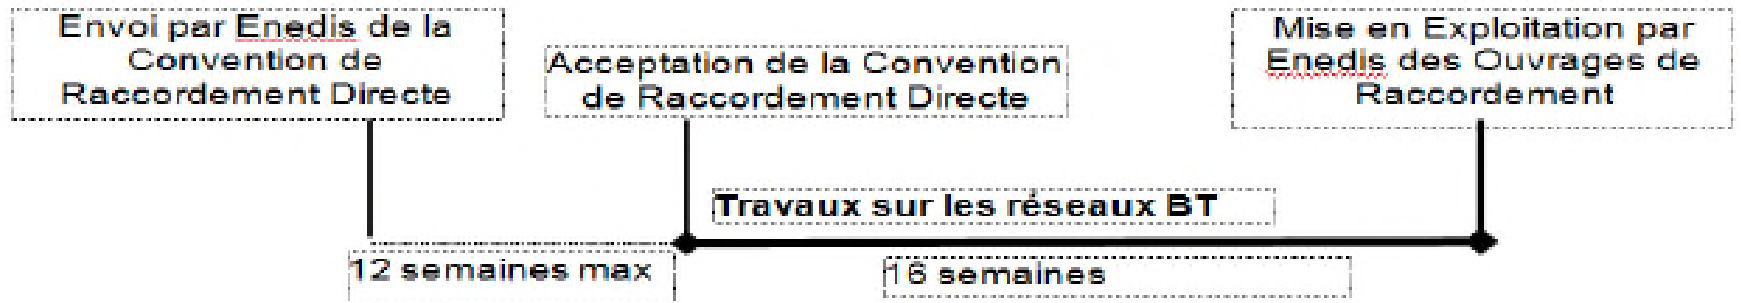 Envoi par Enedis de la
Convention de
Raccordement Directe
Acceptation de la Convention
de Raccordement Directe
Mise en Exploitation par
Enedis des Ouvrages de
Raccordement
Travaux sur les réseaux BT
12 semaines max
16 semaines